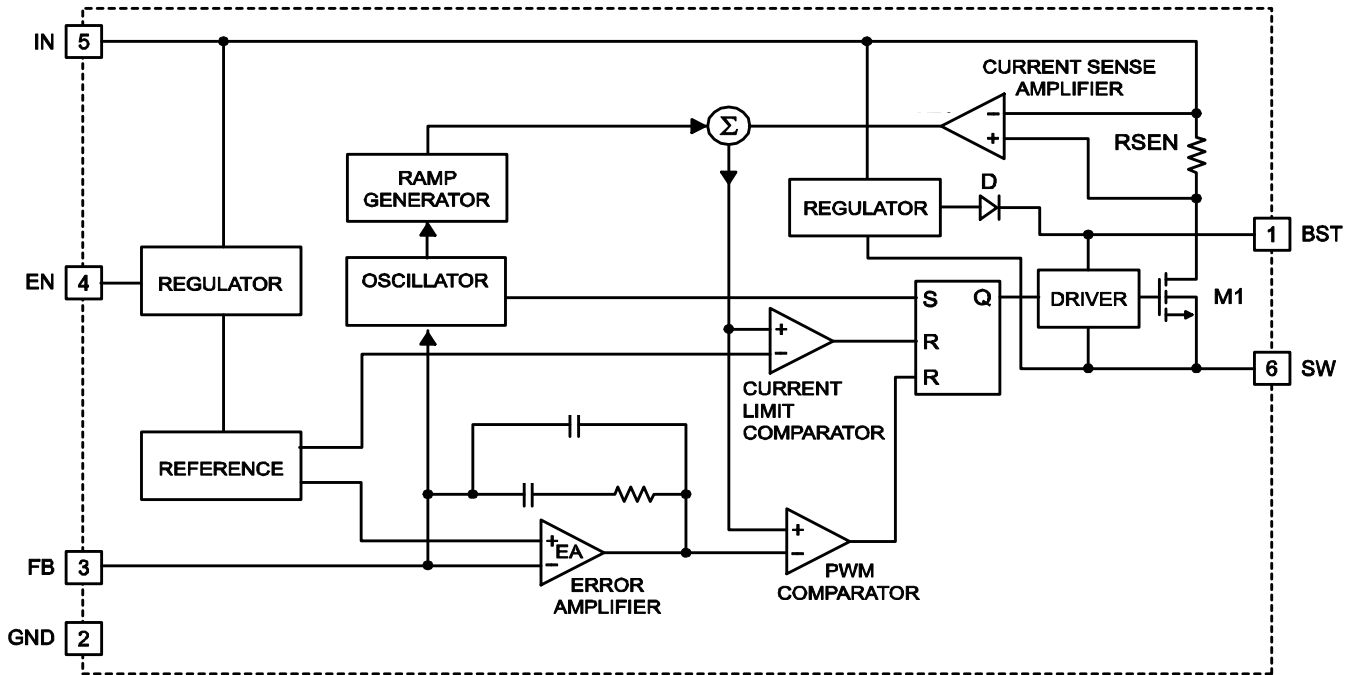 IN 5
CURRENT SENSE
AMPLIFIER
Σ
−
+
RSEN
RAMP
GENERATOR
D
REGULATOR
1 BST
EN 4
REGULATOR
OSCILLATOR
S Q
DRIVER
M1
+
−
R
R
6 SW
CURRENT
LIMIT
COMPARATOR
REFERENCE
+
−
EA
+
−
FB 3
ERROR
AMPLIFIER
PWM
COMPARATOR
GND 2